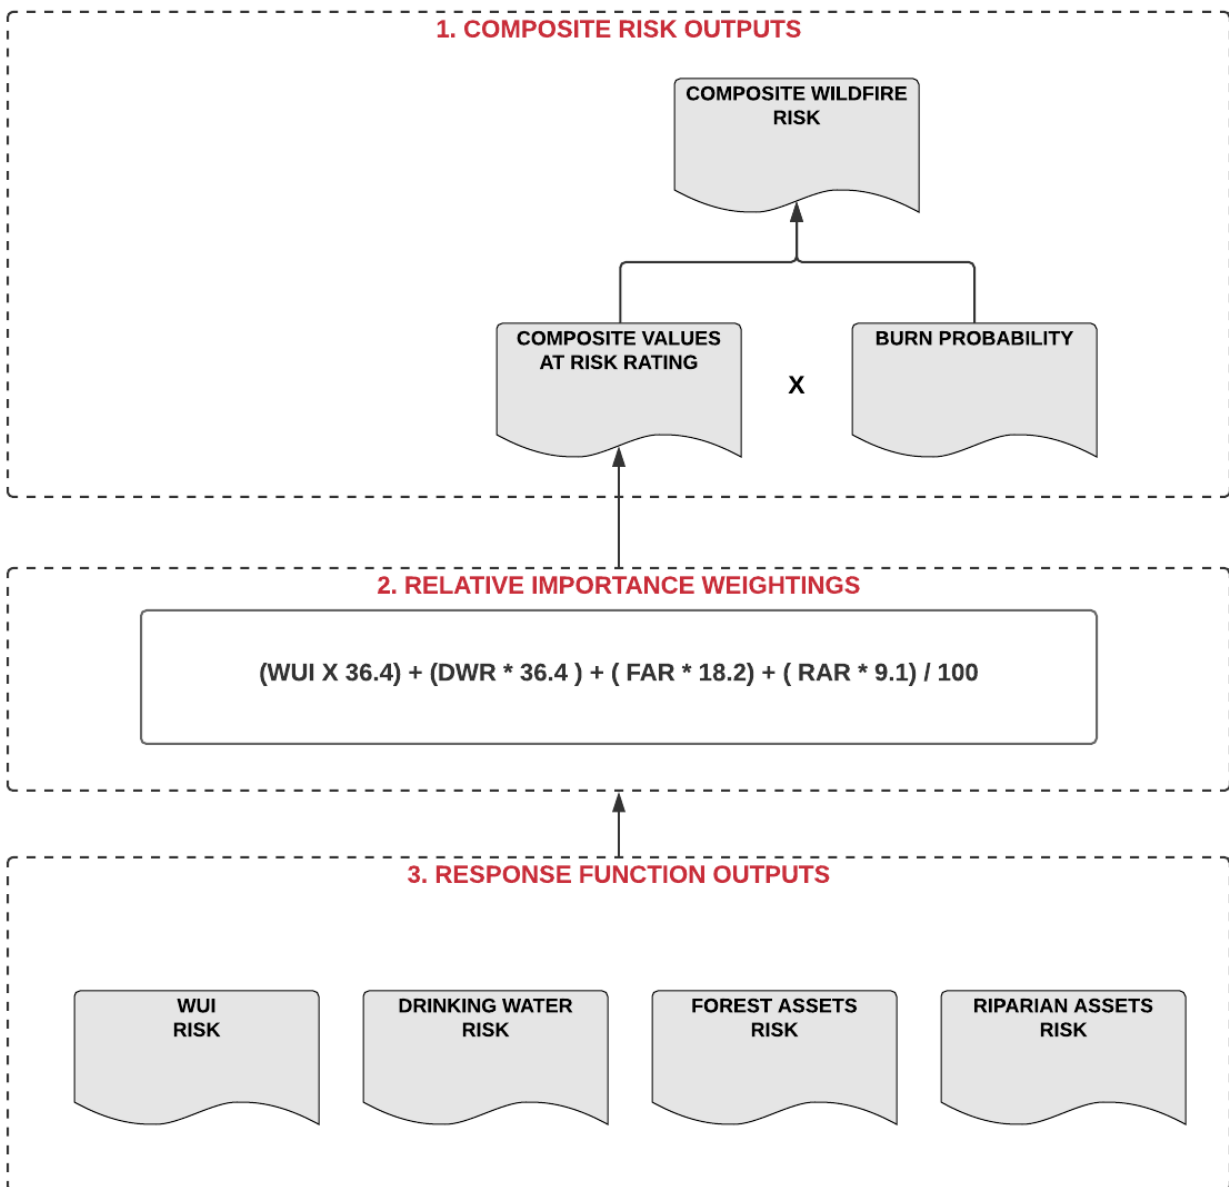 1. COMPOSITE RISK OUTPUTS
COMPOSITE WILDFIRE
RISK
COMPOSITE VALUES
AT RISK RATING
X
BURN PROBABILITY
2. RELATIVE IMPORTANCE WEIGHTINGS
(WUI X 36.4) + (DWR * 36.4 ) + ( FAR * 18.2) + ( RAR * 9.1) / 100
3. RESPONSE FUNCTION OUTPUTS
WUI
RISK
DRINKING WATER
RISK
FOREST ASSETS
RISK
RIPARIAN ASSETS
RISK